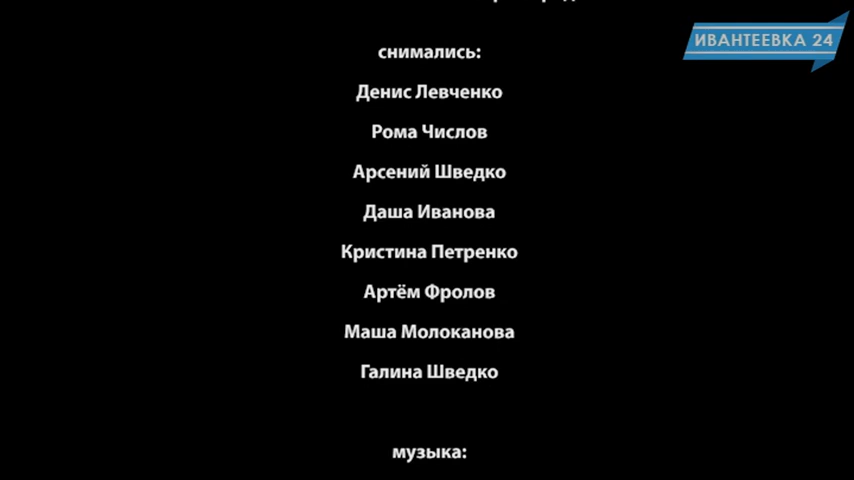 ИВАНТЕЕВКА 24
снимались:
Денис Левченко
Рома Числов
Арсений Шведко
Даша Иванова
Кристина Петренко
Артём Фролов
Маша Молоканова
Галина Шведко
музыка: